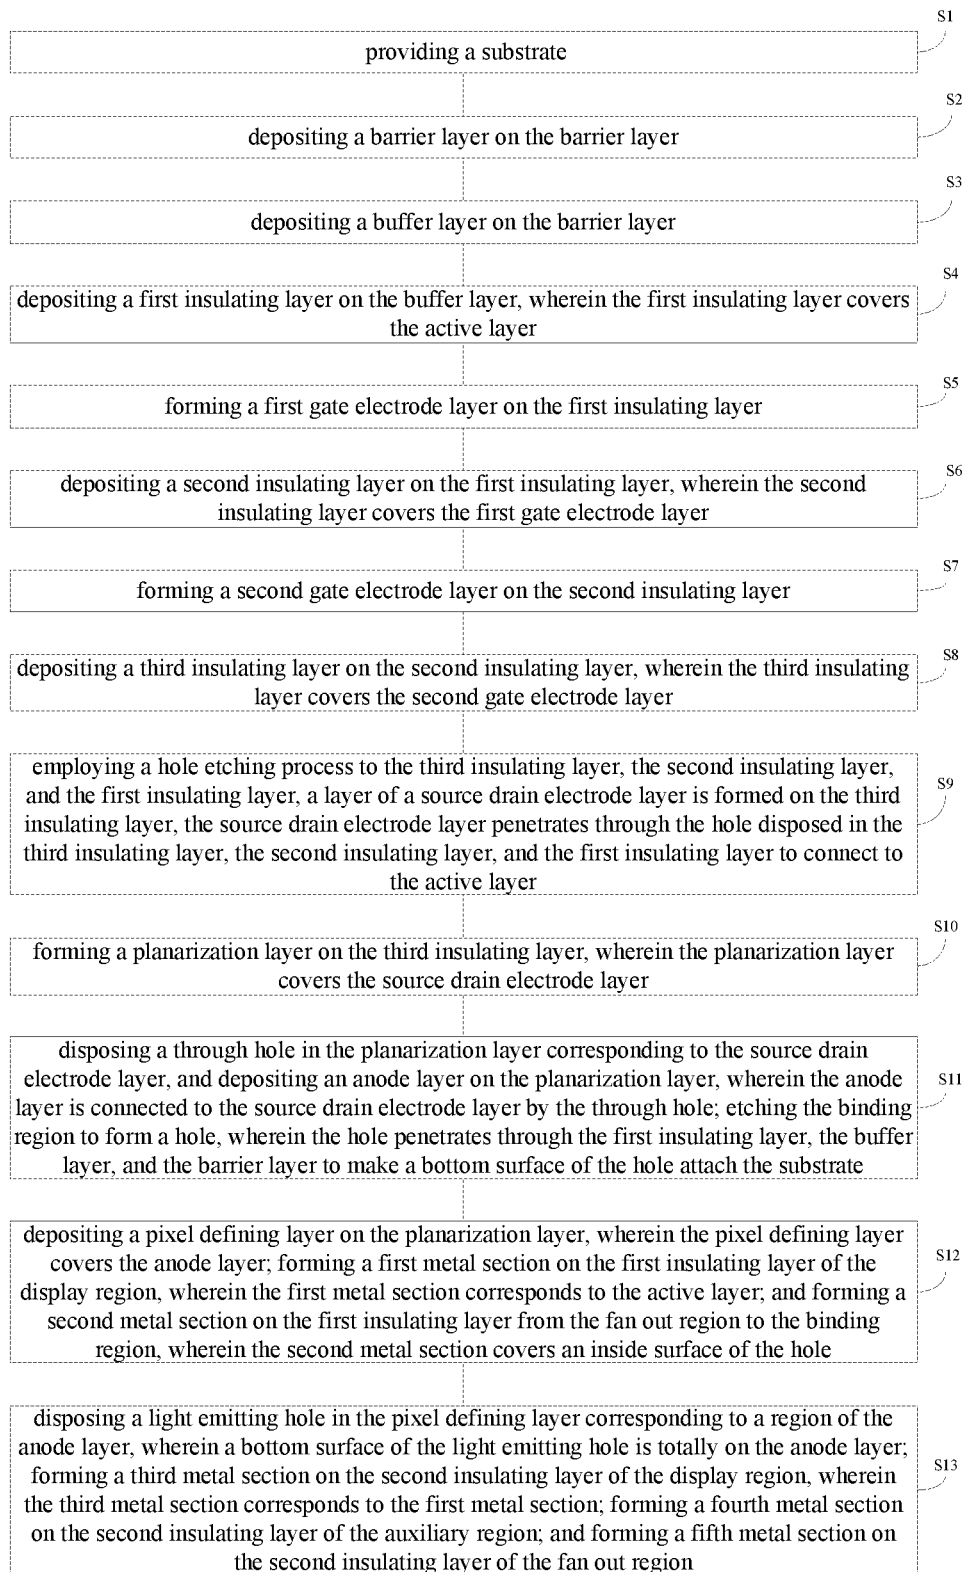 S1
providing a substrate
S2
depositing a barrier layer on the barrier layer
S3
depositing a buffer layer on the barrier layer
S4
depositing a first insulating layer on the buffer layer, wherein the first insulating layer covers
the active layer
S5
forming a first gate electrode layer on the first insulating layer
S6
depositing a second insulating layer on the first insulating layer, wherein the second
insulating layer covers the first gate electrode layer
S7
forming a second gate electrode layer on the second insulating layer
S8
depositing a third insulating layer on the second insulating layer, wherein the third insulating
layer covers the second gate electrode layer
S9
employing a hole etching process to the third insulating layer, the second insulating layer,
and the first insulating layer, a layer of a source drain electrode layer is formed on the third
insulating layer, the source drain electrode layer penetrates through the hole disposed in the
third insulating layer, the second insulating layer, and the first insulating layer to connect to
the active layer
S10
forming a planarization layer on the third insulating layer, wherein the planarization layer
covers the source drain electrode layer
S11
disposing a through hole in the planarization layer corresponding to the source drain
electrode layer, and depositing an anode layer on the planarization layer, wherein the anode
layer is connected to the source drain electrode layer by the through hole; etching the binding
region to form a hole, wherein the hole penetrates through the first insulating layer, the buffer
layer, and the barrier layer to make a bottom surface of the hole attach the substrate
S12
depositing a pixel defining layer on the planarization layer, wherein the pixel defining layer
covers the anode layer; forming a first metal section on the first insulating layer of the
display region, wherein the first metal section corresponds to the active layer; and forming a
second metal section on the first insulating layer from the fan out region to the binding
region, wherein the second metal section covers an inside surface of the hole
S13
disposing a light emitting hole in the pixel defining layer corresponding to a region of the
anode layer, wherein a bottom surface of the light emitting hole is totally on the anode layer;
forming a third metal section on the second insulating layer of the display region, wherein
the third metal section corresponds to the first metal section; forming a fourth metal section
on the second insulating layer of the auxiliary region; and forming a fifth metal section on
the second insulating layer of the fan out region